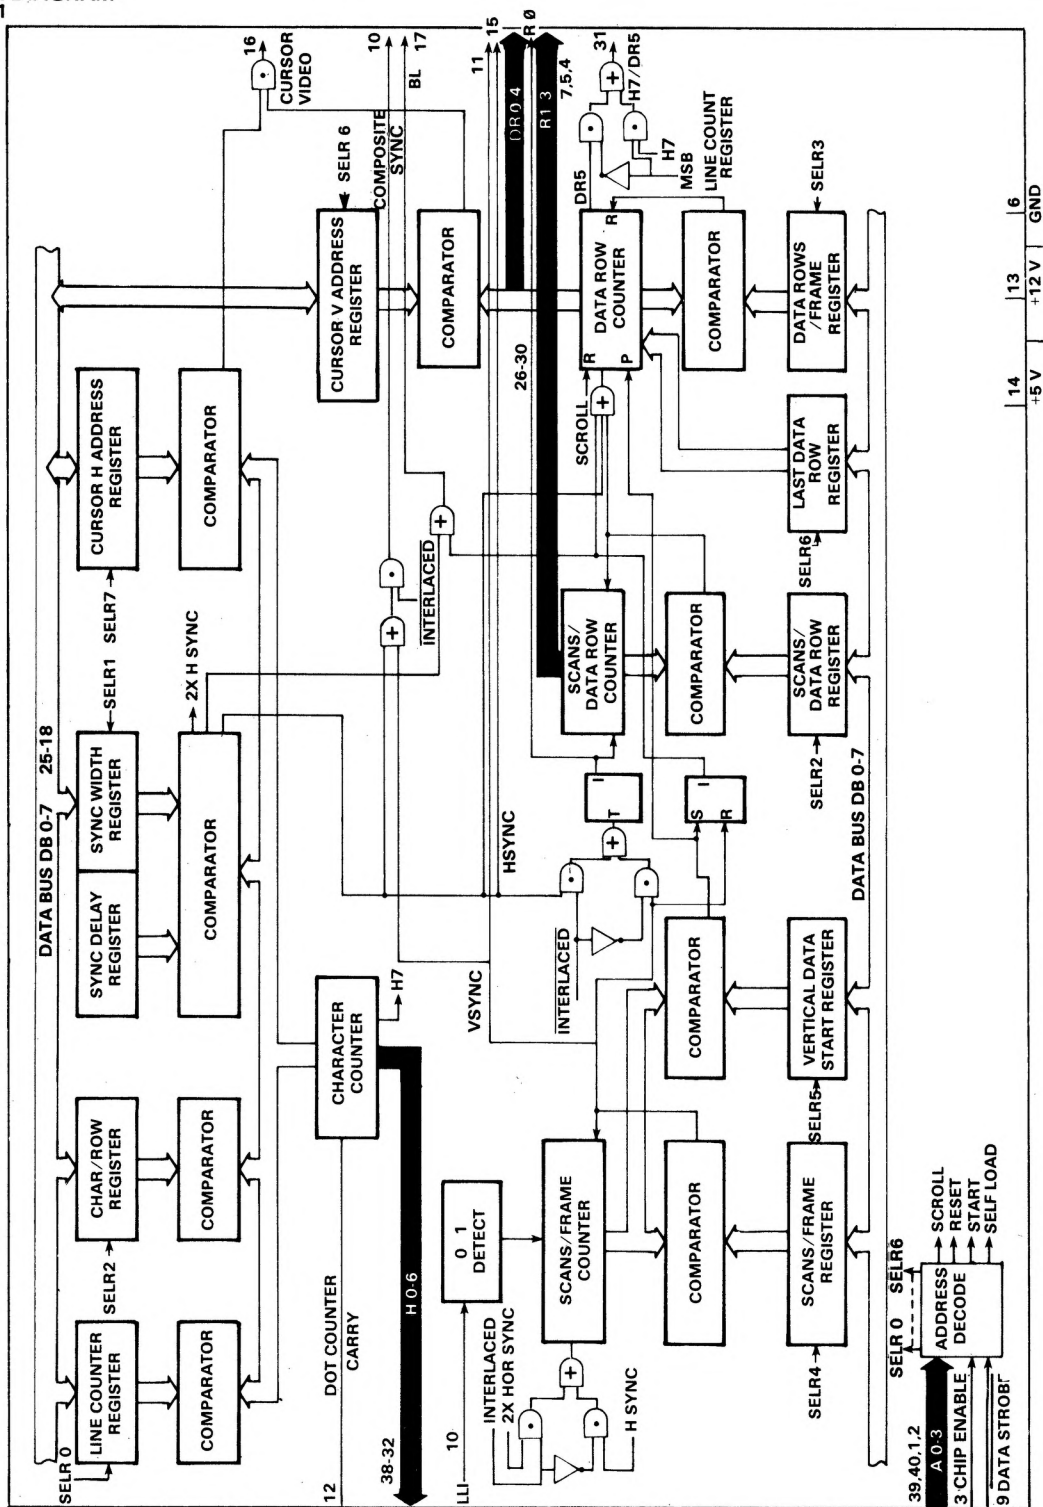 1
DATA BUS DB 0-7 25-18
SELR 0
LINE COUNTER
REGISTER
SELR2
CHAR/ROW
REGISTER
SYNC DELAY
REGISTER
SYNC WIDTH
REGISTER
SELR1
SELR7
CURSOR H ADDRESS
REGISTER
COMPARATOR
COMPARATOR
COMPARATOR
2X H SYNC
COMPARATOR
16
CURSOR
VIDEO
12
DOT COUNTER
CARRY
CHARACTER
COUNTER
H7
SELR 6
CURSOR V ADDRESS
REGISTER
COMPOSITE
SYNC
10
BL
17
38-32
H 0-6
VSYNC
HSYNC
INTERLACED
COMPARATOR
11
15
DR 0 4
R 0
26-30
R1 3
7,5,4
LLI
10
0 1
DETECT
INTERLACED
2X HOR SYNC
H SYNC
SCANS/FRAME
COUNTER
INTERLACED
T
I
SCANS/
DATA ROW
COUNTER
SCROLL
R
P
DATA ROW
COUNTER
R
DR5
31
H7/DR5
H7
MSB
LINE COUNT
REGISTER
COMPARATOR
COMPARATOR
S
I
R
COMPARATOR
COMPARATOR
SELR4
SCANS/FRAME
REGISTER
SELR5
VERTICAL DATA
START REGISTER
SELR2
SCANS/
DATA ROW
REGISTER
SELR6
LAST DATA
ROW
REGISTER
DATA ROWS
/FRAME
REGISTER
SELR3
DATA BUS DB 0-7
SELR 0
SELR6
39,40,1,2
A 0-3
3 CHIP ENABLE
9 DATA STROBE
ADDRESS
DECODE
SCROLL
RESET
START
SELF LOAD
14
+5 V
13
+12 V
6
GND